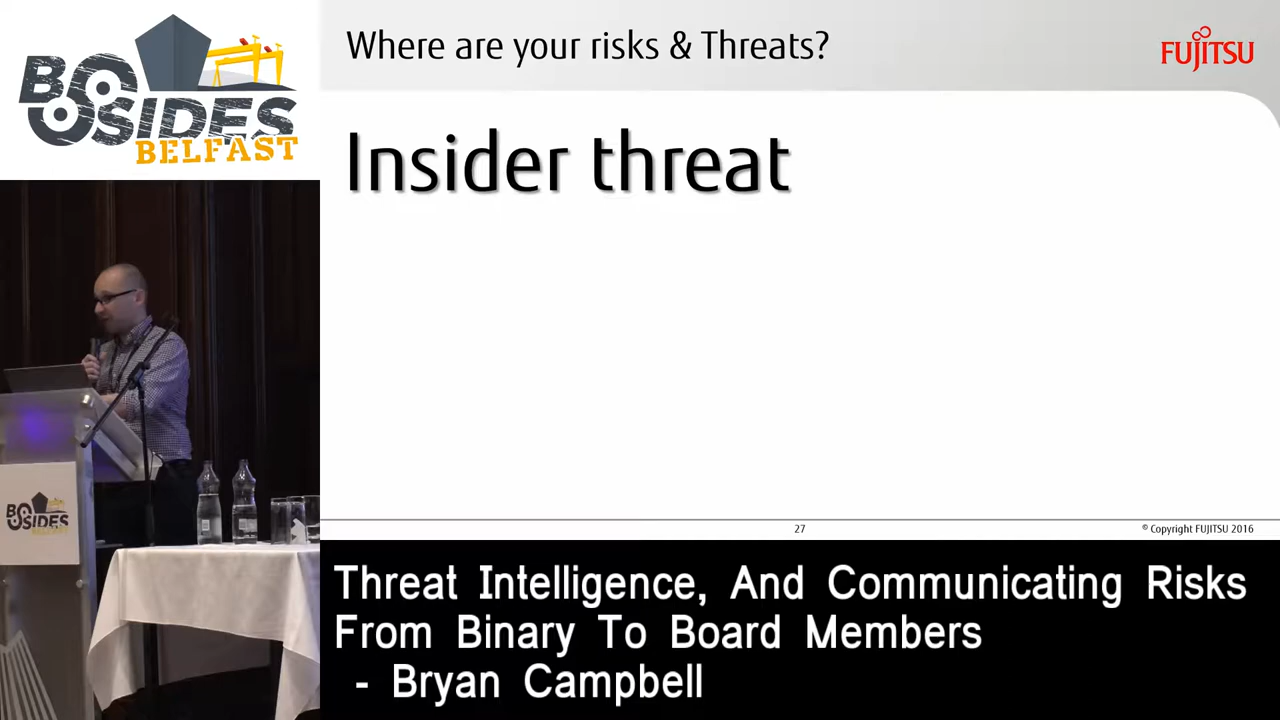 BSIDES
BELFAST
Where are your risks & Threats?
FUJITSU
Insider threat
27
© Copyright FUJITSU 2016
BSIDES
BELFAST
Threat Intelligence, And Communicating Risks
From Binary To Board Members
- Bryan Campbell